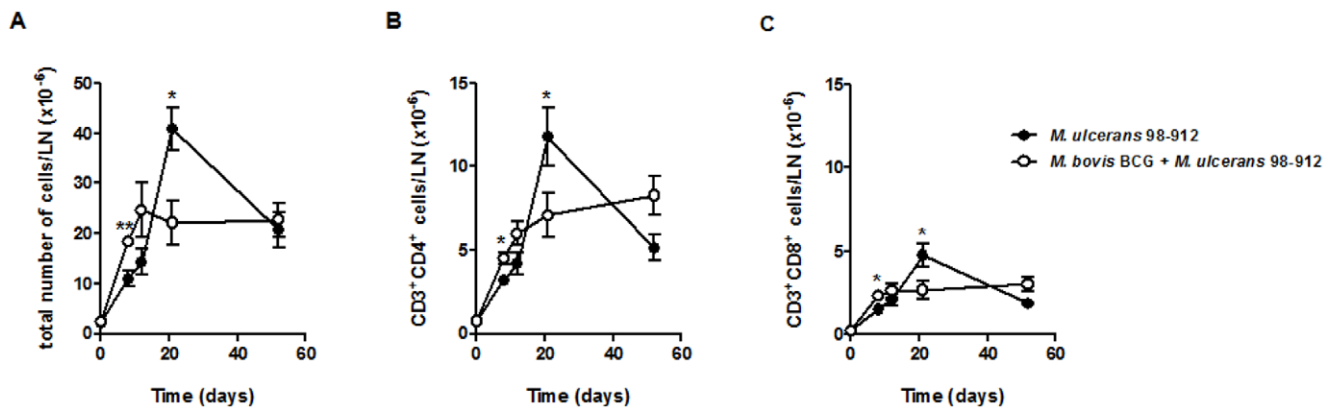 A
B
C
total number of cells/LN (x10⁻⁶)
50
40
30
20
10
0
**
*
0 20 40 60
Time (days)
CD3⁺CD4⁺ cells/LN (x10⁻⁶)
15
10
5
0
*
*
0 20 40 60
Time (days)
CD3⁺CD8⁺ cells/LN (x10⁻⁶)
15
10
5
0
*
*
0 20 40 60
Time (days)
M. ulcerans 98-912
M. bovis BCG + M. ulcerans 98-912